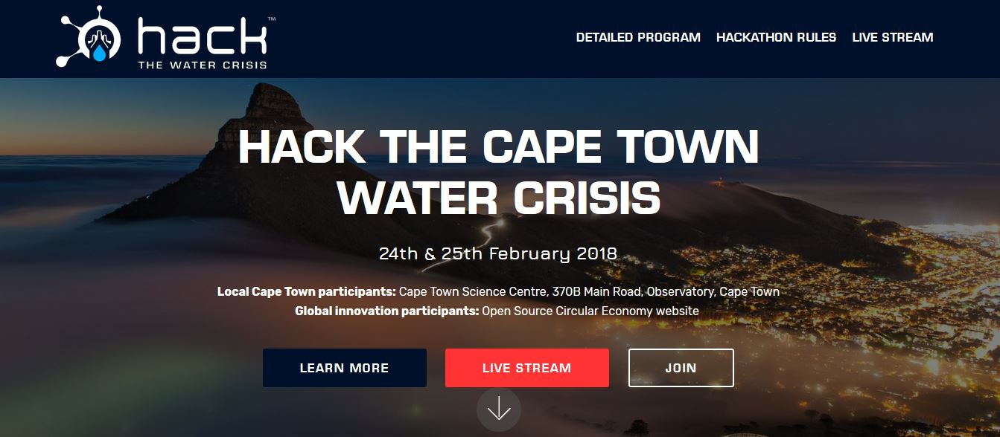 hack™
THE WATER CRISIS
DETAILED PROGRAM HACKATHON RULES LIVE STREAM
HACK THE CAPE TOWN
WATER CRISIS
24th & 25th February 2018
Local Cape Town participants: Cape Town Science Centre, 370B Main Road, Observatory, Cape Town
Global innovation participants: Open Source Circular Economy website
LEARN MORE LIVE STREAM JOIN